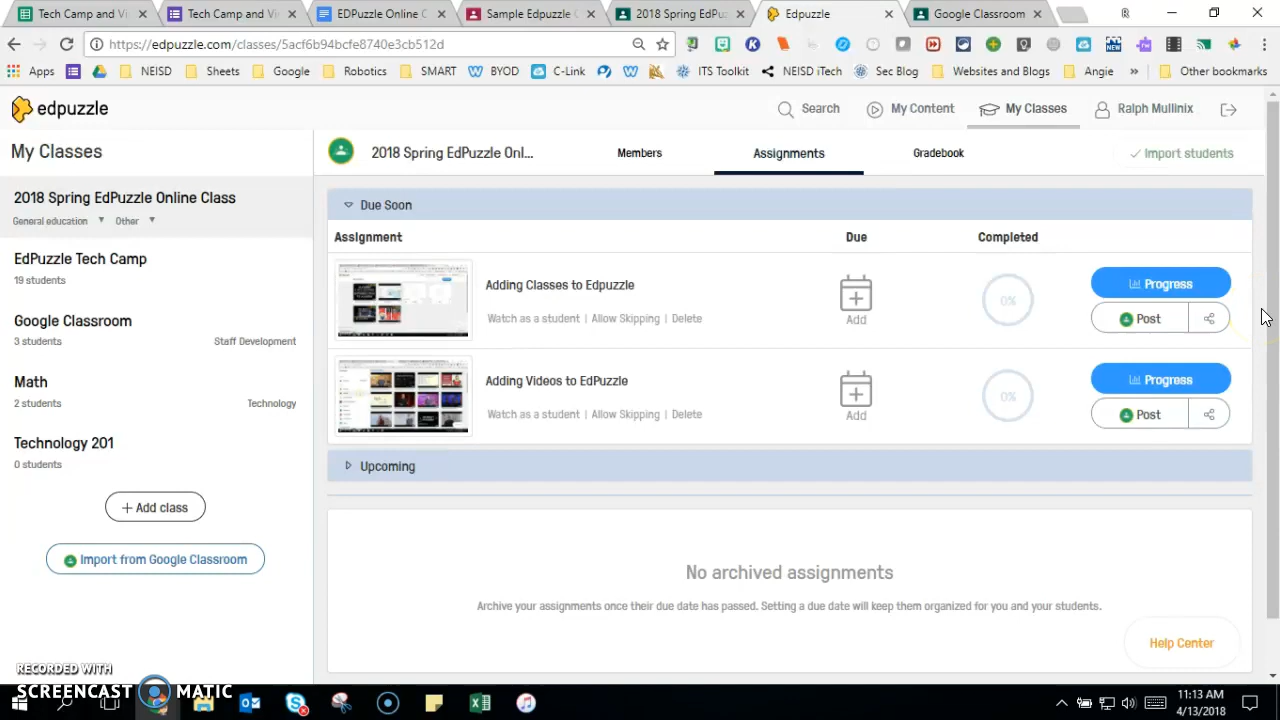 Tech Camp and Vi
Tech Camp and Vi
EDPuzzle Online C
Sample Edpuzzle C
2018 Spring EdPuz
Edpuzzle
Google Classroom
https://edpuzzle.com/classes/5acf6b94bcfe8740e3cb512d
Apps
NEISD
Sheets
Google
Robotics
SMART
BYOD
C-Link
ITS Toolkit
NEISD iTech
Sec Blog
Websites and Blogs
Angie
»
Other bookmarks
edpuzzle
Search
My Content
My Classes
Ralph Mullinix
My Classes
2018 Spring EdPuzzle Onl...
Members
Assignments
Gradebook
Import students
2018 Spring EdPuzzle Online Class
General education
Other
EdPuzzle Tech Camp
19 students
Google Classroom
3 students
Staff Development
Math
2 students
Technology
Technology 201
0 students
+ Add class
Import from Google Classroom
Due Soon
Assignment
Due
Completed
Adding Classes to Edpuzzle
Watch as a student | Allow Skipping | Delete
Add
0%
Progress
Post
Adding Videos to EdPuzzle
Watch as a student | Allow Skipping | Delete
Add
0%
Progress
Post
Upcoming
No archived assignments
Archive your assignments once their due date has passed. Setting a due date will keep them organized for you and your students.
Help Center
RECORDED WITH
SCREENCAST MATIC
11:13 AM
4/13/2018